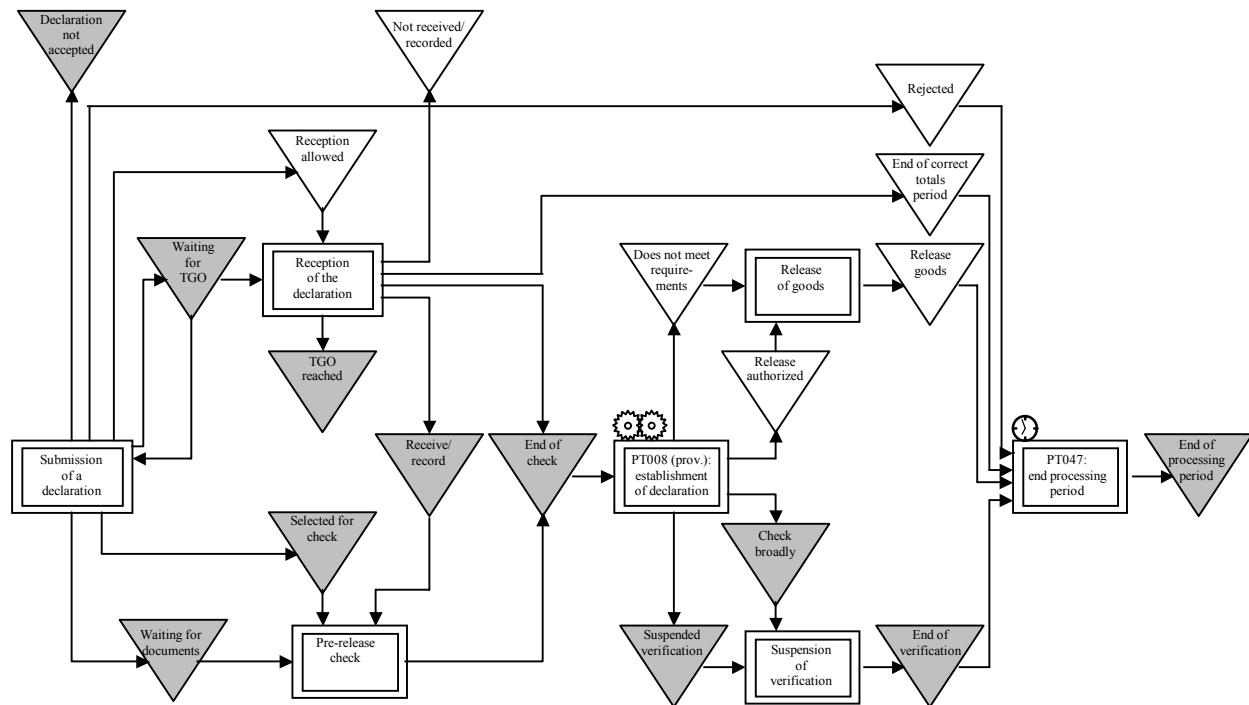 Declaration
not
accepted
Not received/
recorded
Rejected
Reception
allowed
End of correct
totals
period
Waiting
for
TGO
Reception
of the
declaration
Does not meet
require-
ments
Release
of goods
Release
goods
TGO
reached
Release
authorized
Submission
of a
declaration
Receive/
record
End of
check
PT008 (prov.):
establishment
of declaration
PT047:
end processing
period
End of
processing
period
Selected for
check
Check
broadly
Waiting for
documents
Pre-release
check
Suspended
verification
Suspension
of
verification
End of
verification